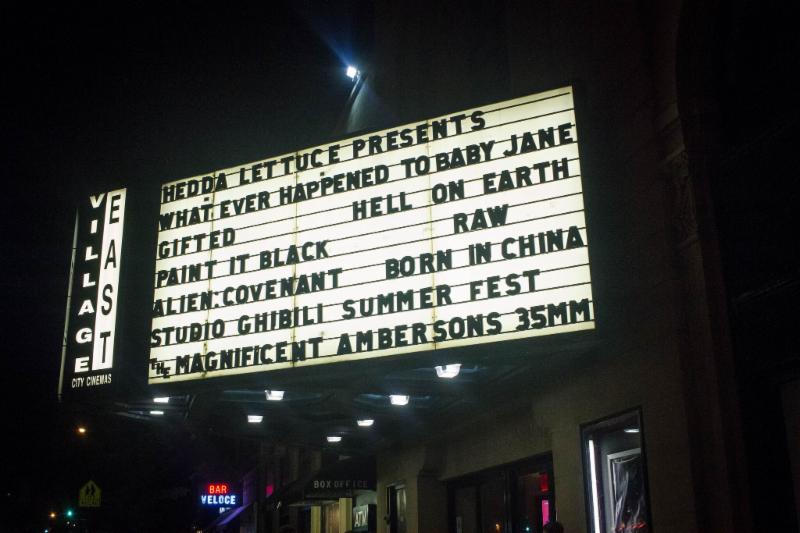 HEDDA LETTUCE PRESENTS
WHAT EVER HAPPENED TO BABY JANE
GIFTED HELL ON EARTH
PAINT IT BLACK RAW
ALIEN:COVENANT BORN IN CHINA
STUDIO GHIBILI SUMMER FEST
THE MAGNIFICENT AMBERSONS 35MM
VILLAGE
EAST
CITY CINEMAS
BAR
VELOCE
BOX OFFICE
ATM